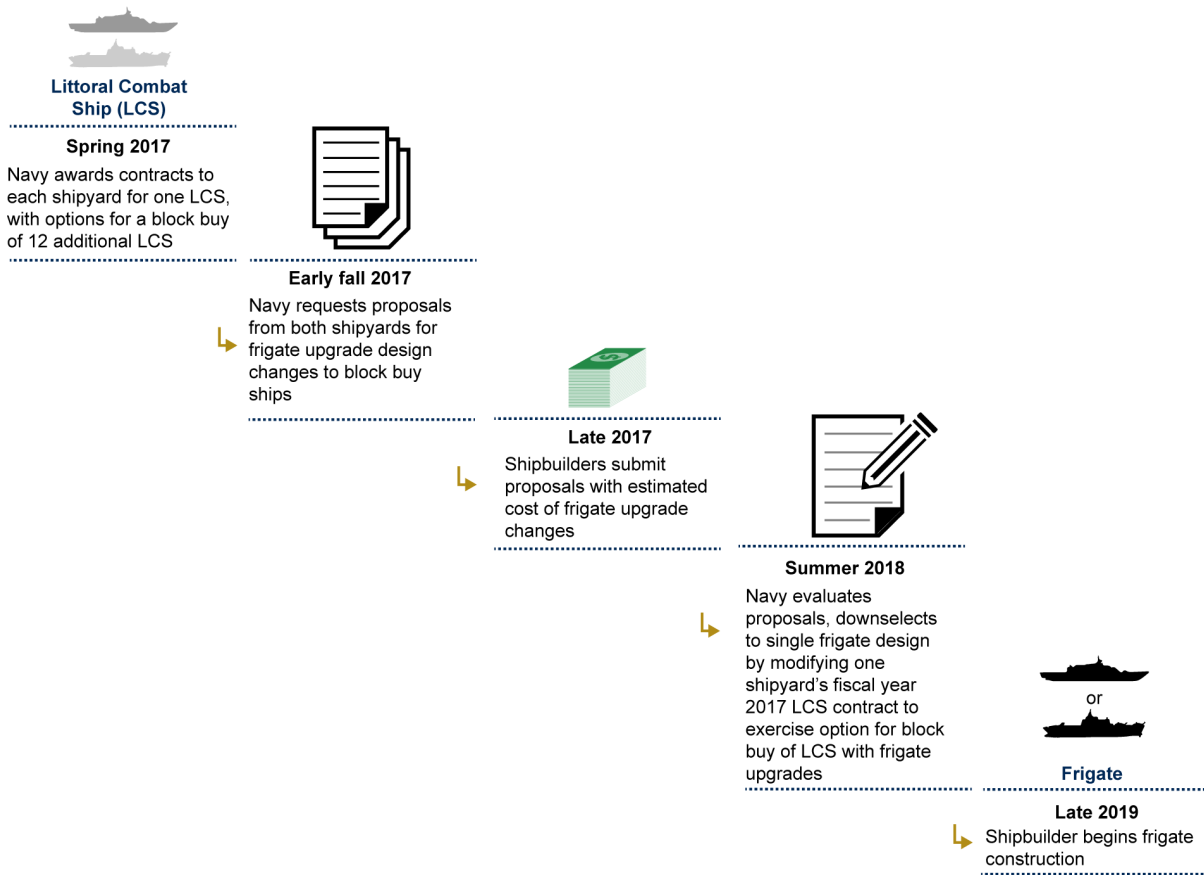 Littoral Combat
Ship (LCS)
Spring 2017
Navy awards contracts to
each shipyard for one LCS,
with options for a block buy
of 12 additional LCS
Early fall 2017
Navy requests proposals
from both shipyards for
frigate upgrade design
changes to block buy
ships
Late 2017
Shipbuilders submit
proposals with estimated
cost of frigate upgrade
changes
Summer 2018
Navy evaluates
proposals, downselects
to single frigate design
by modifying one
shipyard's fiscal year
2017 LCS contract to
exercise option for block
buy of LCS with frigate
upgrades
or
Frigate
Late 2019
Shipbuilder begins frigate
construction